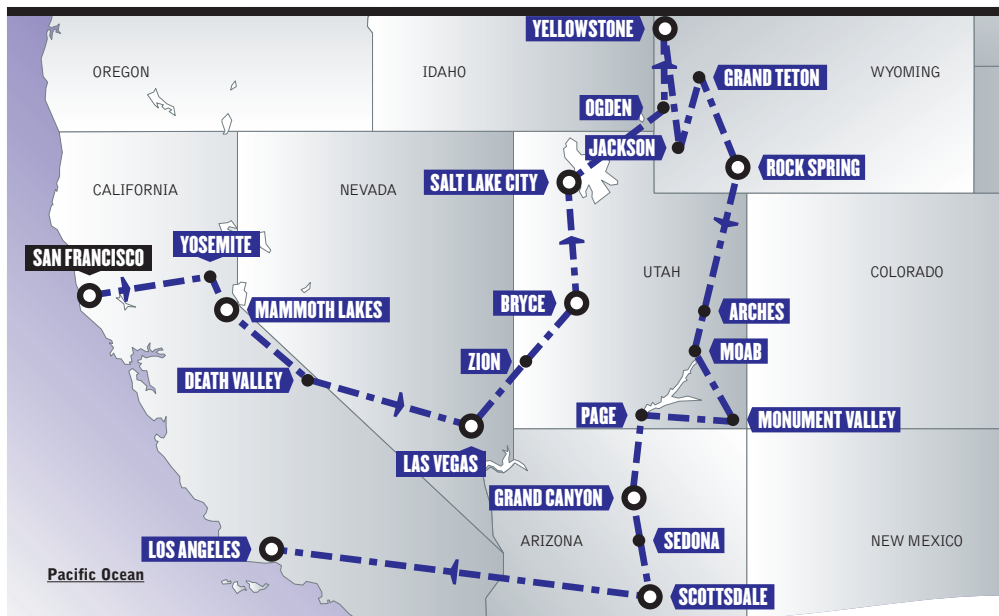 YELLOWSTONE
OREGON
IDAHO
GRAND TETON
WYOMING
OGDEN
JACKSON
ROCK SPRING
SALT LAKE CITY
CALIFORNIA
NEVADA
YOSEMITE
SAN FRANCISCO
UTAH
COLORADO
BRYCE
MAMMOTH LAKES
ARCHES
MOAB
ZION
DEATH VALLEY
PAGE
MONUMENT VALLEY
LAS VEGAS
GRAND CANYON
ARIZONA
SEDONA
NEW MEXICO
LOS ANGELES
Pacific Ocean
SCOTTSDALE